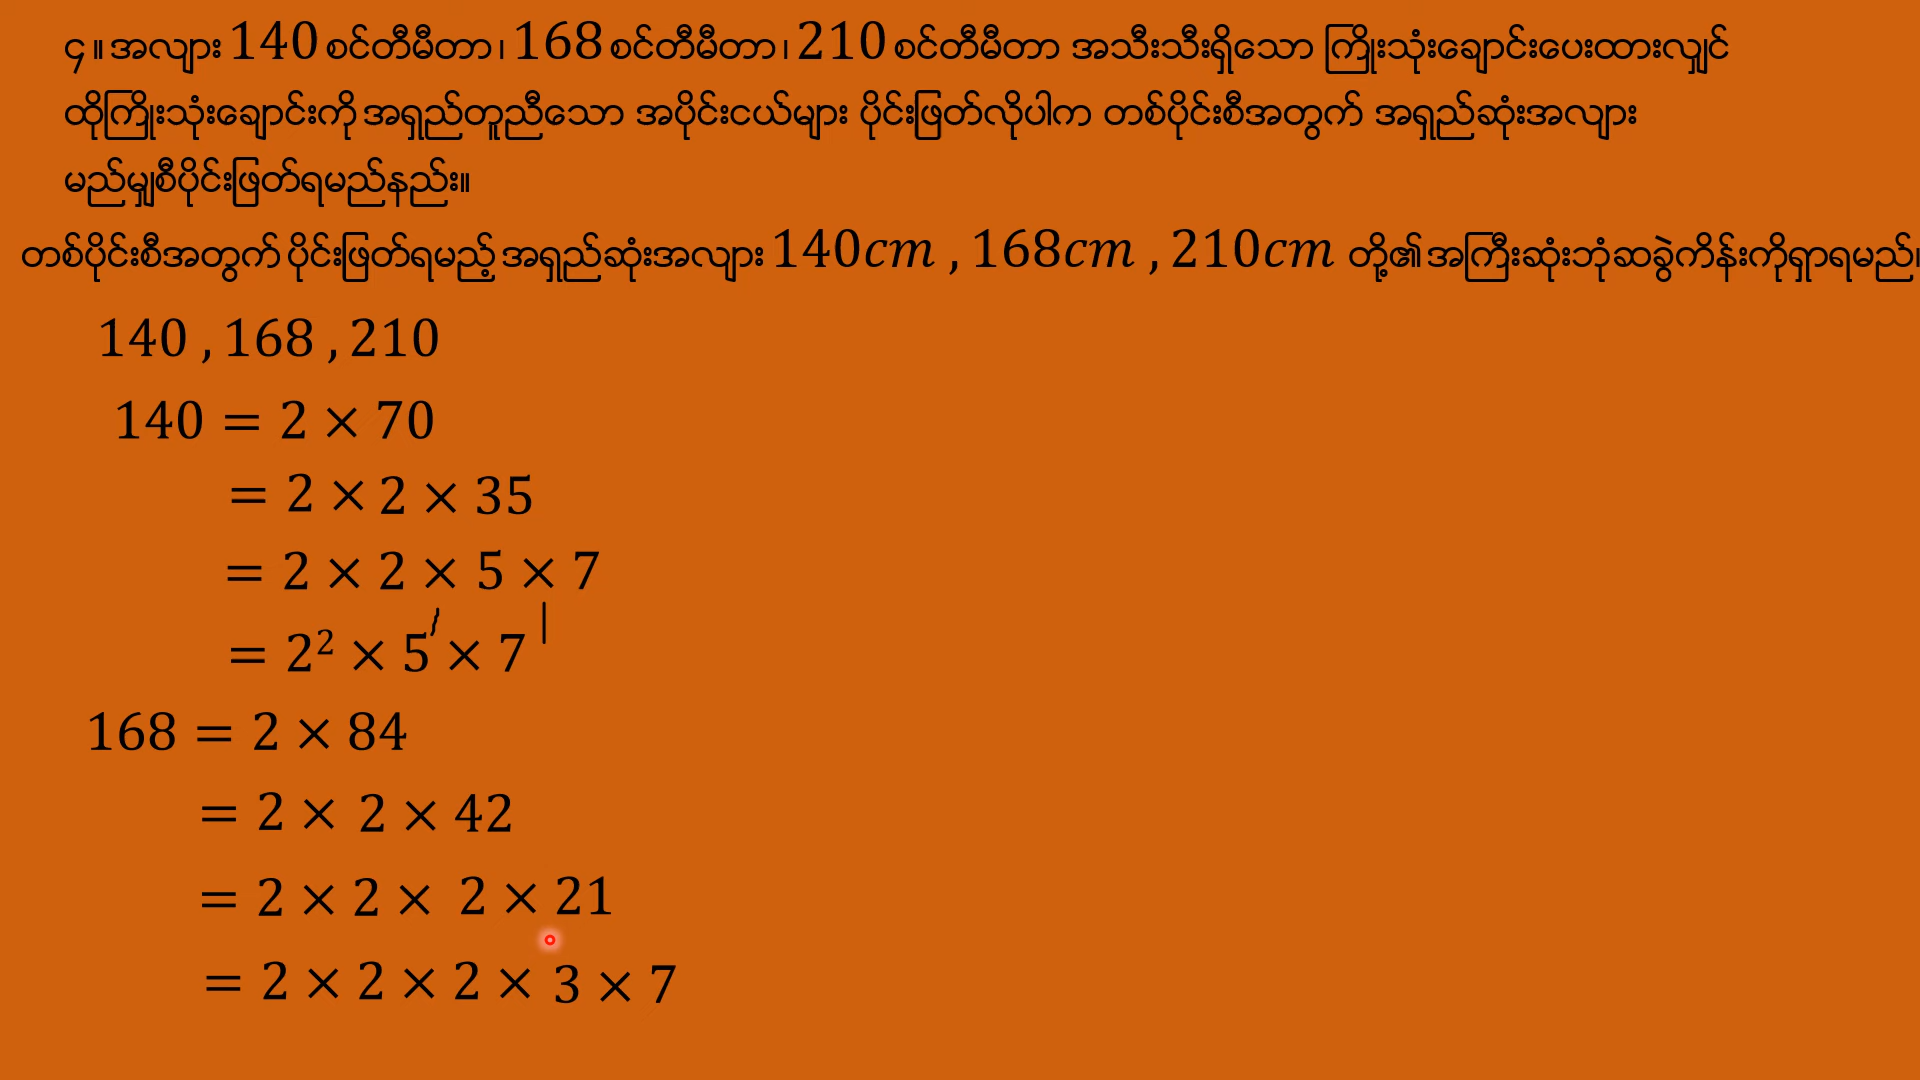 ၄။ အလျား 140 စင်တီမီတာ၊ 168 စင်တီမီတာ၊ 210 စင်တီမီတာ အသီးသီးရှိသော ကြိုးသုံးချောင်းပေးထားလျှင်
ထိုကြိုးသုံးချောင်းကို အရှည်တူညီသော အပိုင်းငယ်များ ပိုင်းဖြတ်လိုပါက တစ်ပိုင်းစီအတွက် အရှည်ဆုံးအလျား
မည်မျှစီပိုင်းဖြတ်ရမည်နည်း။
တစ်ပိုင်းစီအတွက် ပိုင်းဖြတ်ရမည့် အရှည်ဆုံးအလျား 140cm , 168cm , 210cm တို့၏ အကြီးဆုံးဘုံဆခွဲကိန်းကိုရှာရမည်။
140 , 168 , 210
140 = 2 × 70
= 2 × 2 × 35
= 2 × 2 × 5 × 7
= 2² × 5¹ × 7¹
168 = 2 × 84
= 2 × 2 × 42
= 2 × 2 × 2 × 21
= 2 × 2 × 2 × 3 × 7